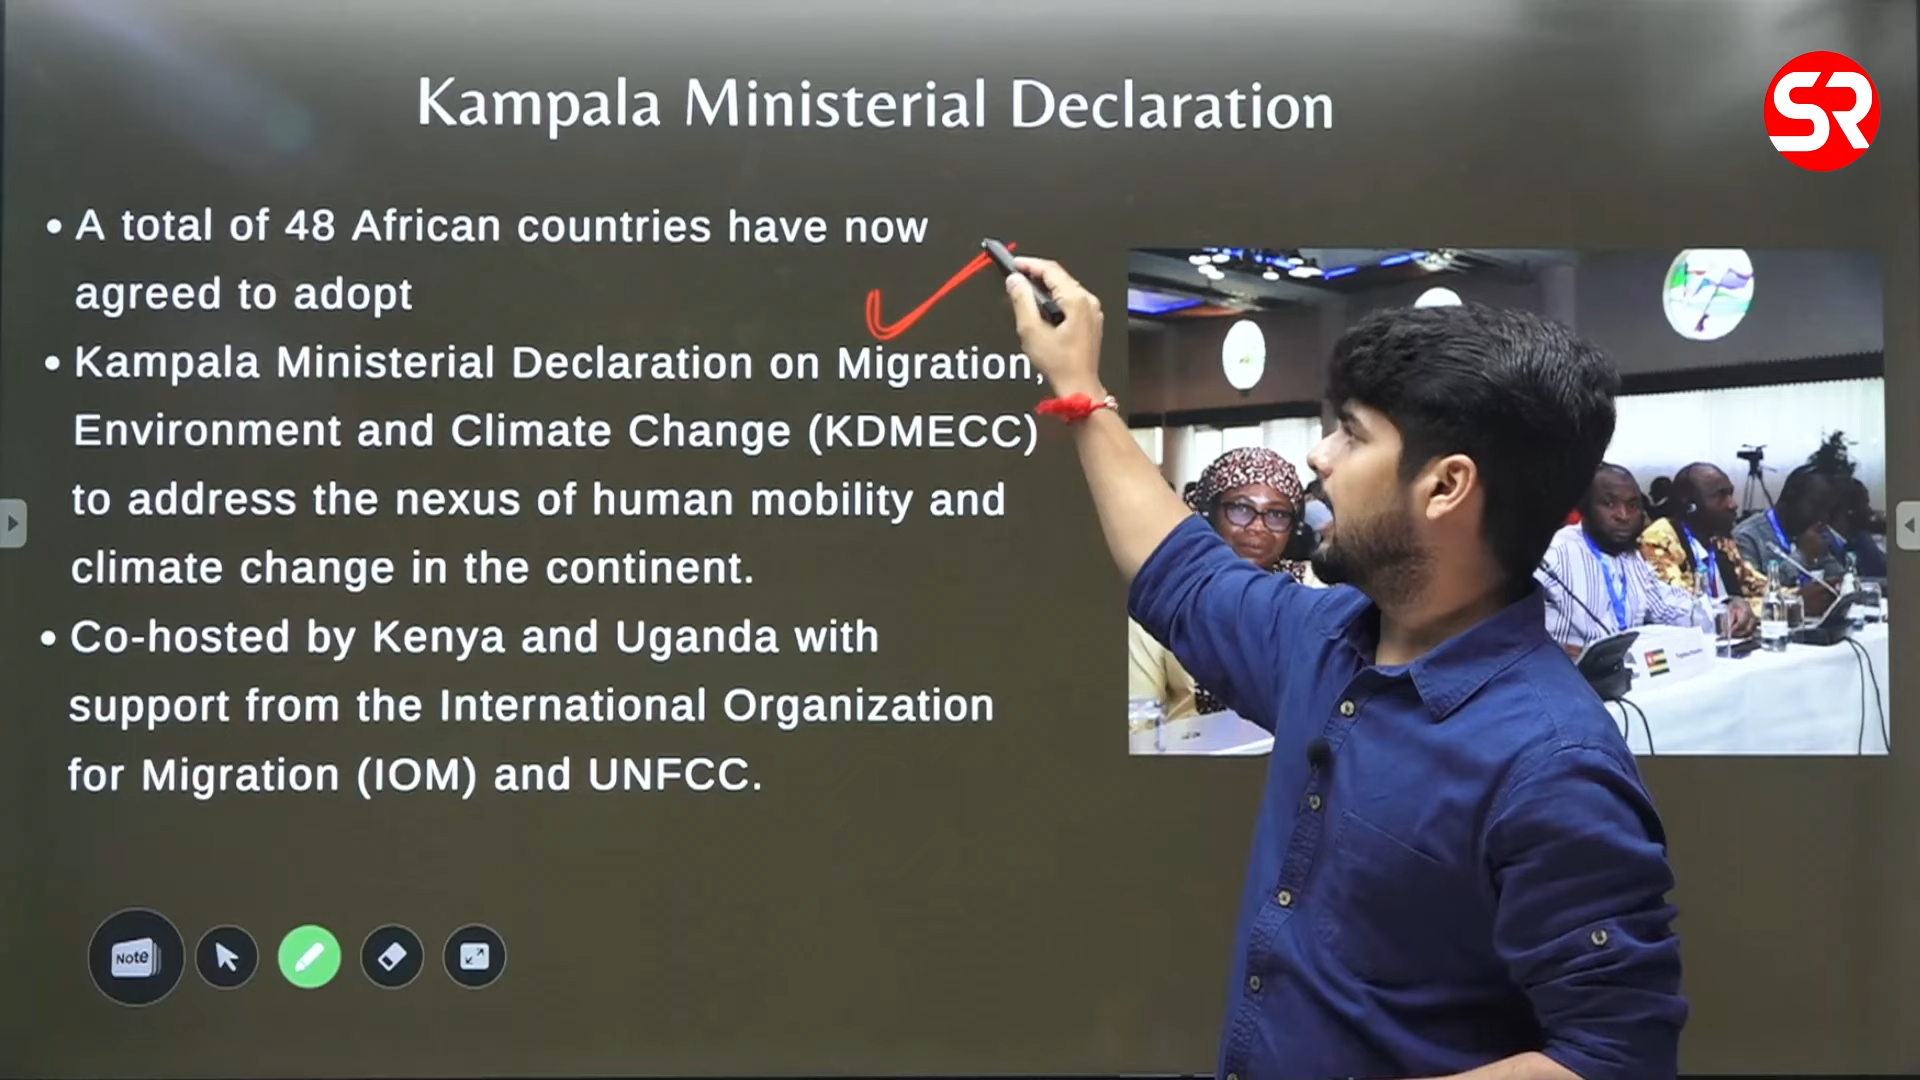 Kampala Ministerial Declaration
SR
• A total of 48 African countries have now
agreed to adopt
• Kampala Ministerial Declaration on Migration,
Environment and Climate Change (KDMECC)
to address the nexus of human mobility and
climate change in the continent.
• Co-hosted by Kenya and Uganda with
support from the International Organization
for Migration (IOM) and UNFCC.
Note